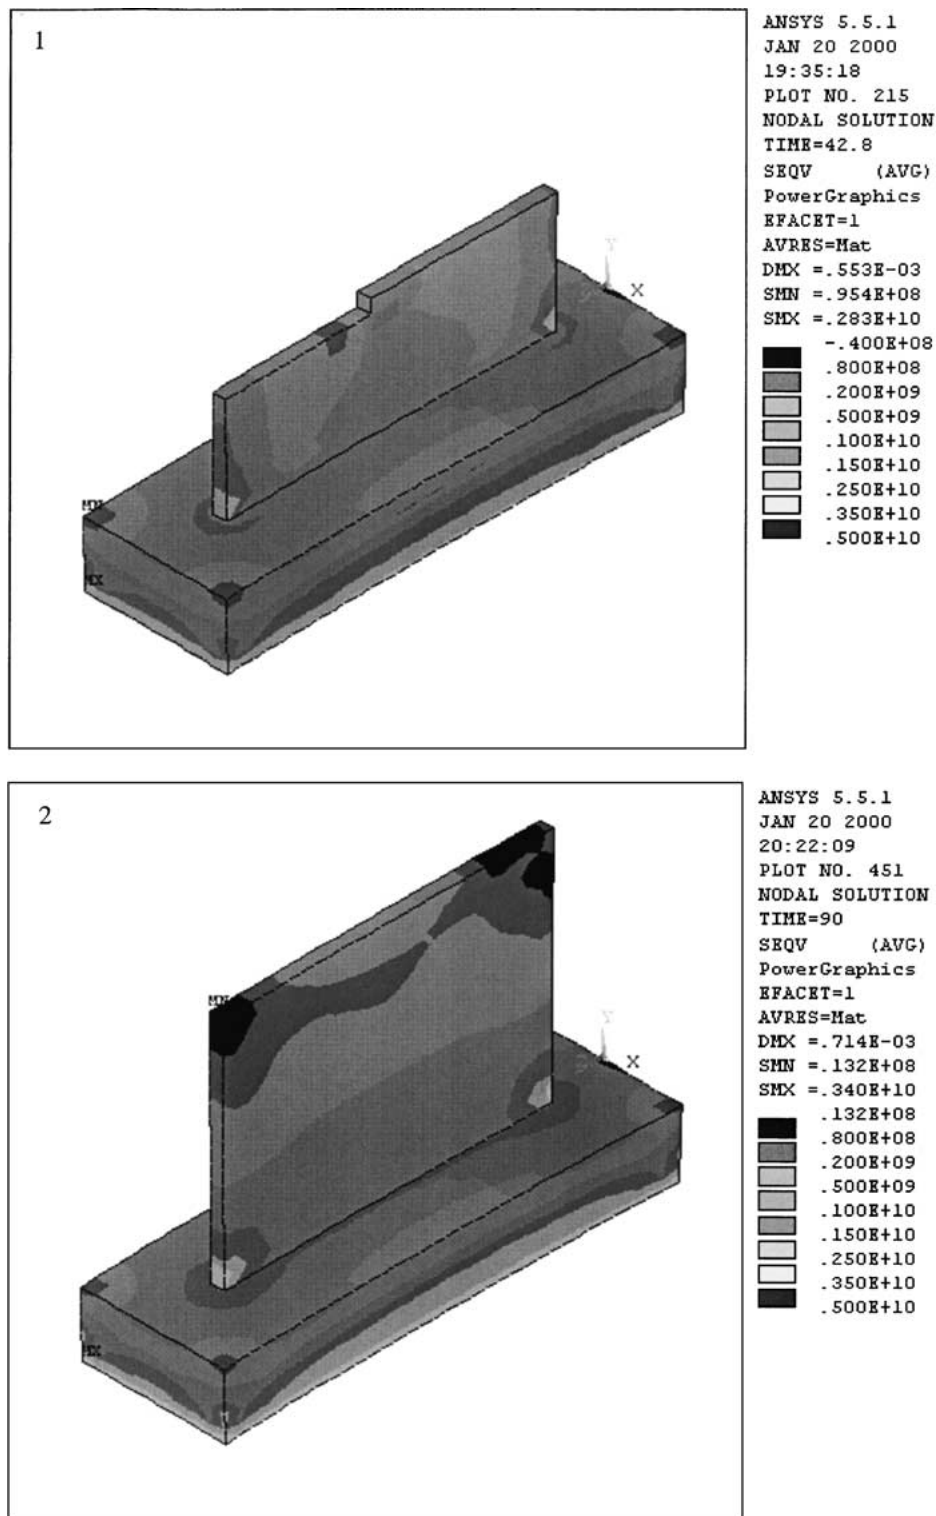 1
ANSYS 5.5.1
JAN 20 2000
19:35:18
PLOT NO. 215
NODAL SOLUTION
TIME=42.8
SEQV (AVG)
PowerGraphics
EFACET=1
AVRES=Mat
DMX =.553E-03
SMN =.954E+08
SMX =.283E+10
-.400E+08
.800E+08
.200E+09
.500E+09
.100E+10
.150E+10
.250E+10
.350E+10
.500E+10
Y
X
MN
MX
2
ANSYS 5.5.1
JAN 20 2000
20:22:09
PLOT NO. 451
NODAL SOLUTION
TIME=90
SEQV (AVG)
PowerGraphics
EFACET=1
AVRES=Mat
DMX =.714E-03
SMN =.132E+08
SMX =.340E+10
.132E+08
.800E+08
.200E+09
.500E+09
.100E+10
.150E+10
.250E+10
.350E+10
.500E+10
MN
Y
X
MX